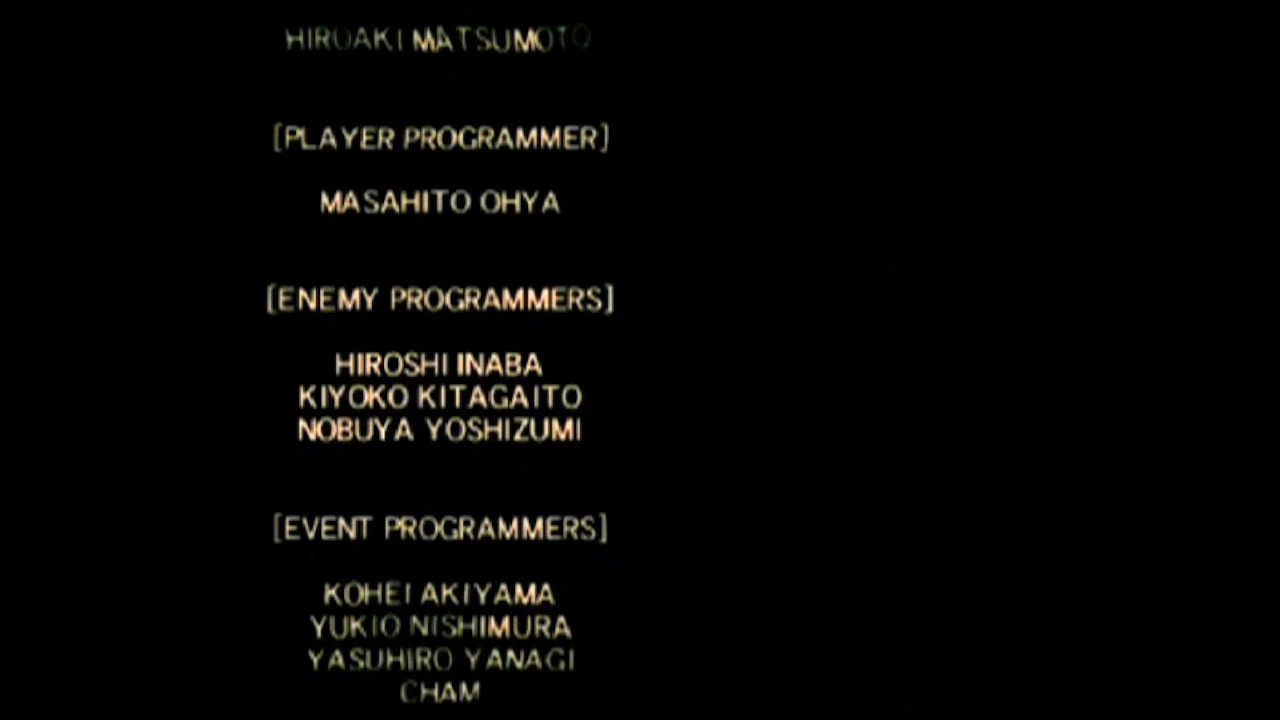 HIROAKI MATSUMOTO
[PLAYER PROGRAMMER]
MASAHITO OHYA
[ENEMY PROGRAMMERS]
HIROSHI INABA
KIYOKO KITAGAITO
NOBUYA YOSHIZUMI
[EVENT PROGRAMMERS]
KOHEI AKIYAMA
YUKIO NISHIMURA
YASUHIRO YANAGI
CHAM